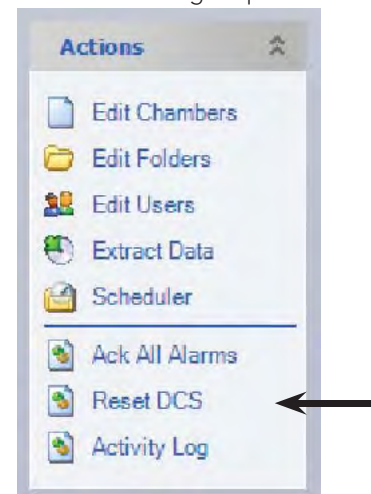 Actions
Edit Chambers
Edit Folders
Edit Users
Extract Data
Scheduler
Ack All Alarms
Reset DCS
Activity Log